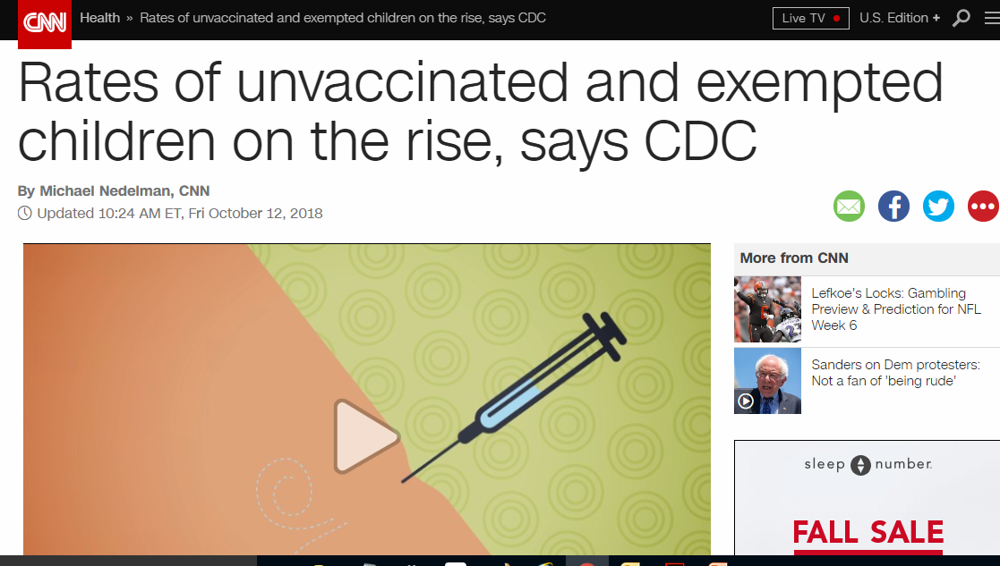 CNN Health » Rates of unvaccinated and exempted children on the rise, says CDC Live TV U.S. Edition +
Rates of unvaccinated and exempted
children on the rise, says CDC
By Michael Nedelman, CNN
Updated 10:24 AM ET, Fri October 12, 2018
More from CNN
Lefkoe's Locks: Gambling
Preview & Prediction for NFL
Week 6
Sanders on Dem protesters:
Not a fan of 'being rude'
sleep number.
FALL SALE